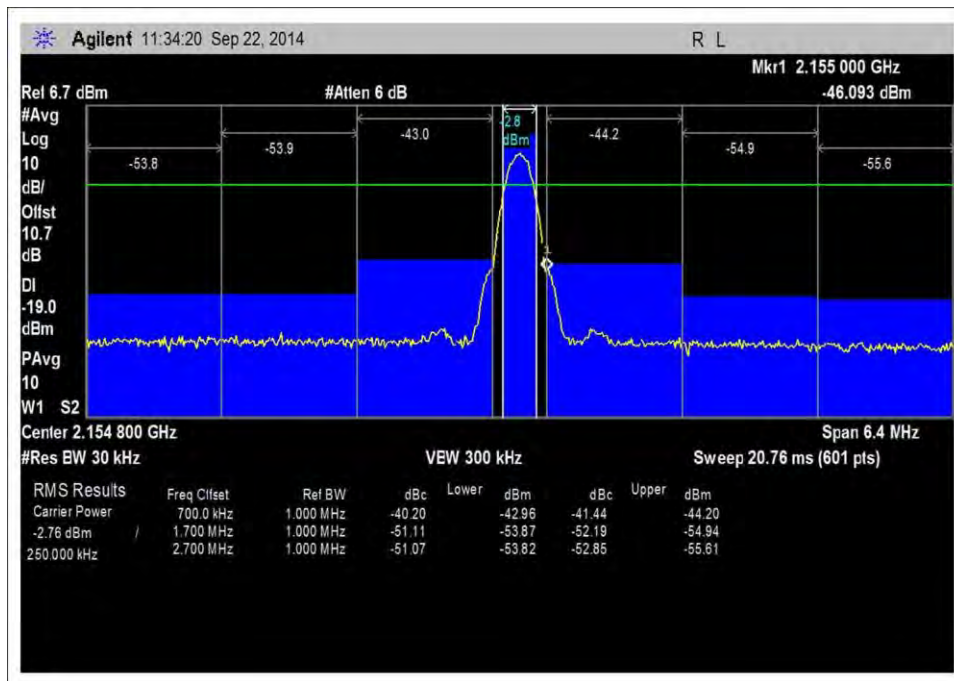 Agilent 11:34:20 Sep 22, 2014 R L
Mkr1 2.155 000 GHz
Ref 6.7 dBm #Atten 6 dB -46.093 dBm
#Avg
Log
10
dB/
Offst
10.7
dB
DI
-19.0
dBm
PAvg
10
W1 S2
-53.8 -53.9 -43.0 -2.8 dBm -44.2 -54.9 -55.6
1
Center 2.154 800 GHz Span 6.4 MHz
#Res BW 30 kHz VBW 300 kHz Sweep 20.76 ms (601 pts)
RMS Results Freq Offset Ref BW dBc Lower dBm dBc Upper dBm
Carrier Power 700.0 kHz 1.000 MHz -40.20 -42.96 -41.44 -44.20
-2.76 dBm / 1.700 MHz 1.000 MHz -51.11 -53.87 -52.19 -54.94
250.000 kHz 2.700 MHz 1.000 MHz -51.07 -53.82 -52.85 -55.61